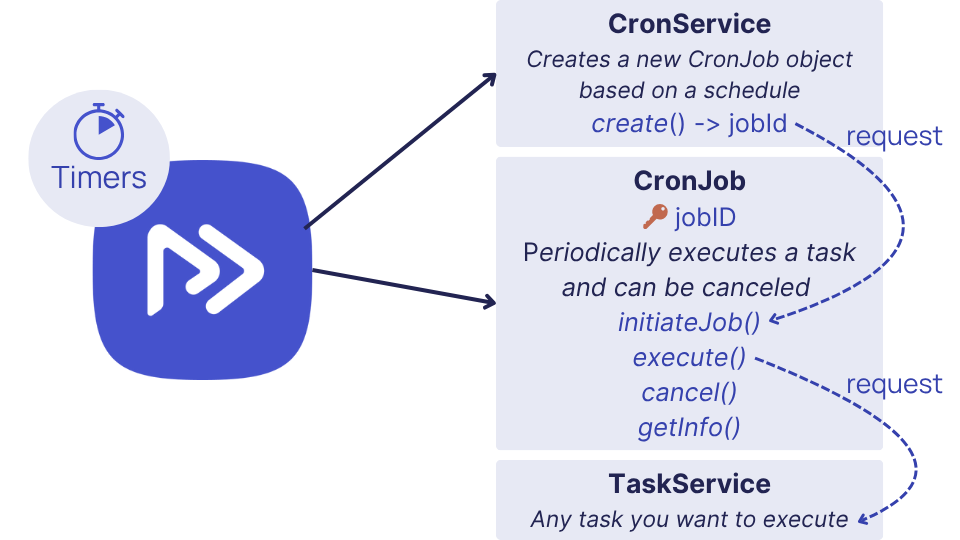 Timers
CronService
Creates a new CronJob object
based on a schedule
create() -> jobId
request
CronJob
jobID
Periodically executes a task
and can be canceled
initiateJob()
execute()
request
cancel()
getInfo()
TaskService
Any task you want to execute